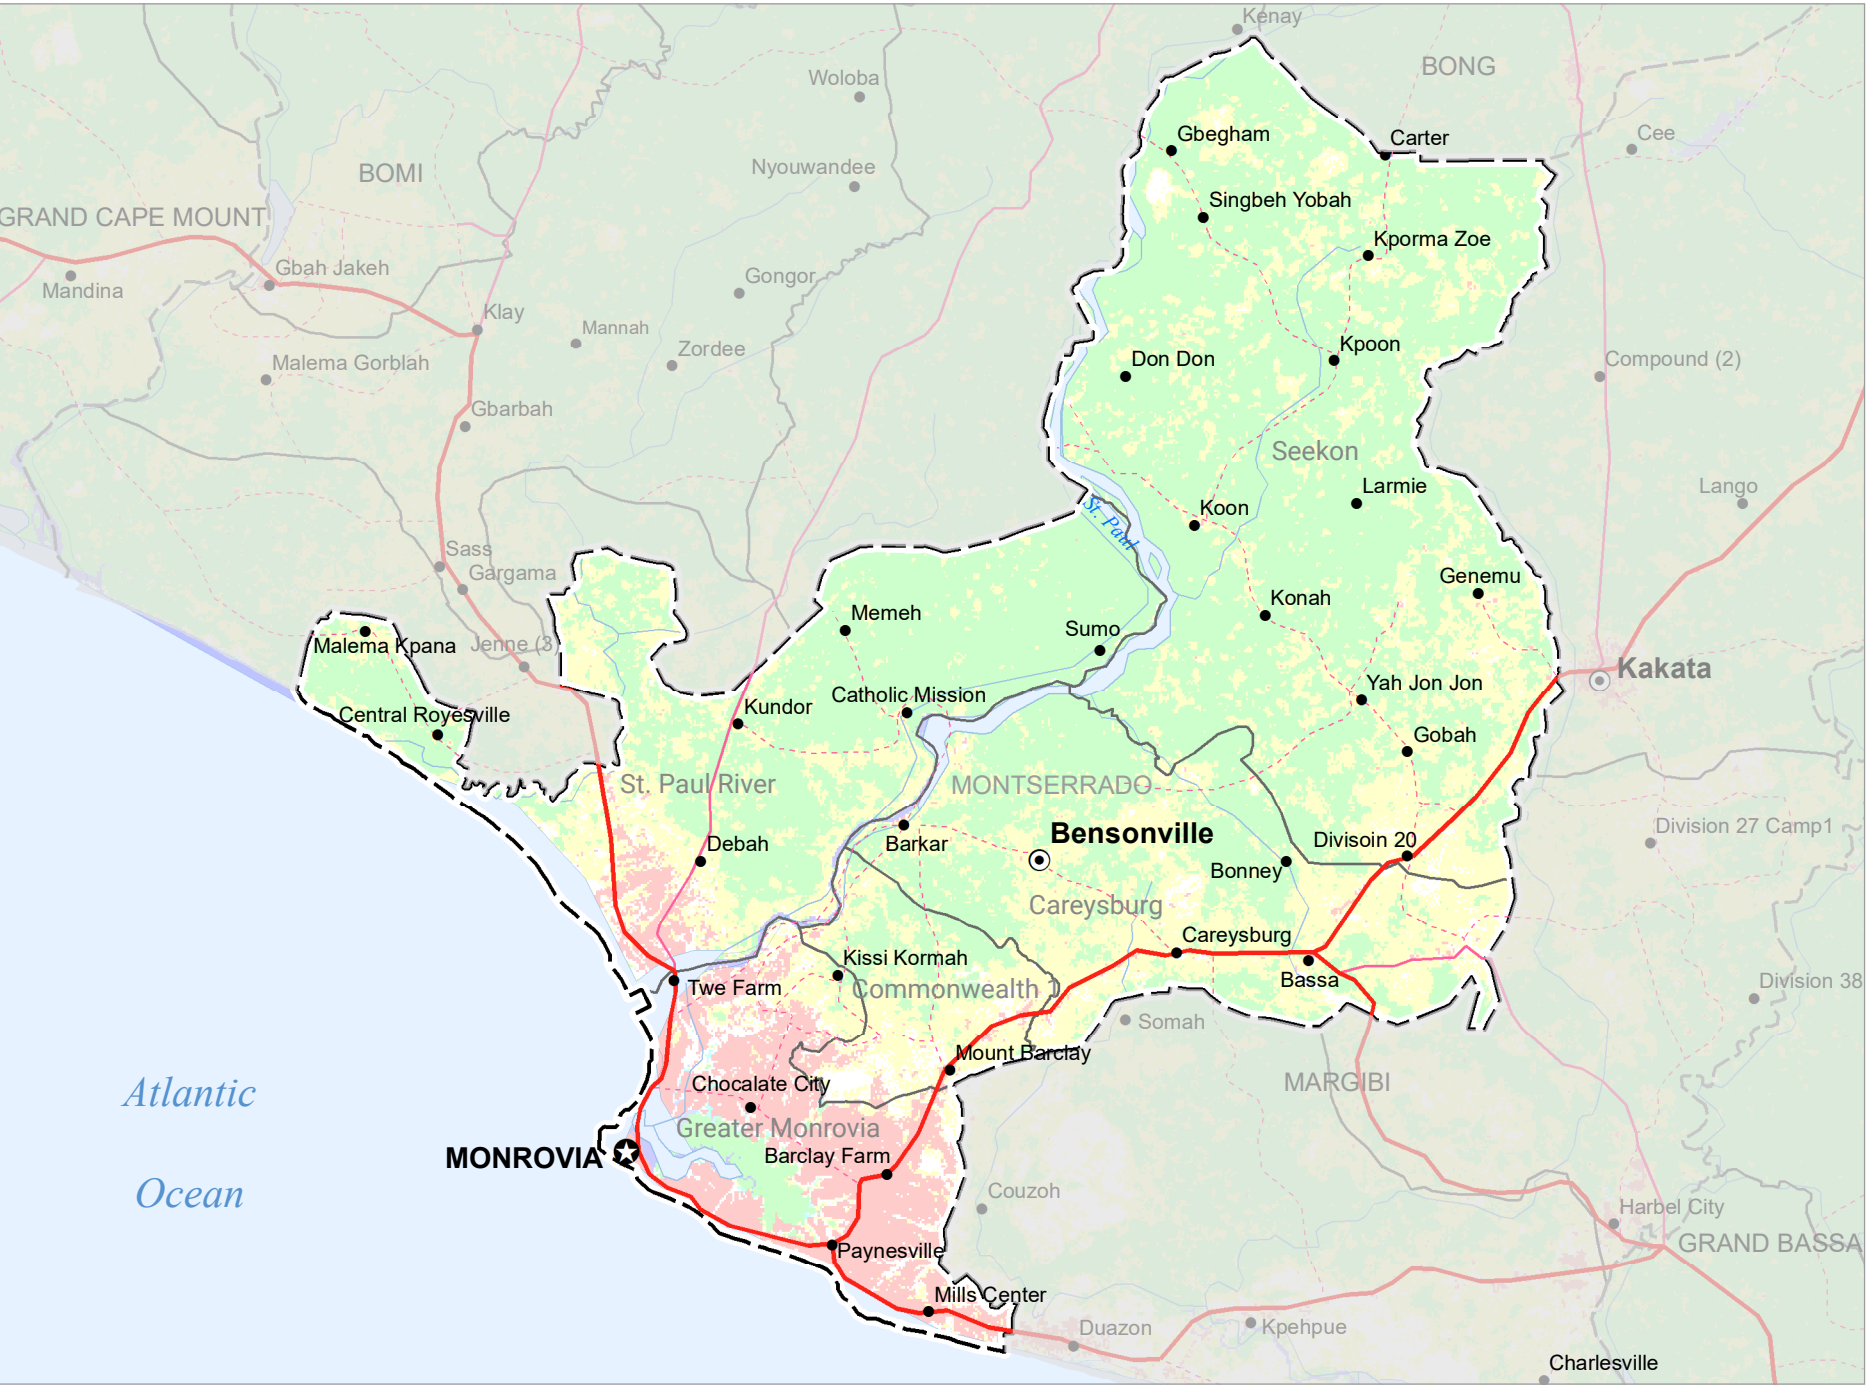 Kenay
BONG
Woloba
Carter
Cee
Gbegham
BOMI
Nyouwandee
Singbeh Yobah
GRAND CAPE MOUNT
Kporma Zoe
Gbah Jakeh
Gongor
Mandina
Klay
Mannah
Zordee
Kpoon
Don Don
Compound (2)
Malema Gorblah
Gbarbah
Seekon
Larmie
Lango
Koon
St. Paul
Sass
Gargama
Genemu
Konah
Memeh
Sumo
Malema Kpana
Jenne (3)
Kakata
Yah Jon Jon
Catholic Mission
Kundor
Central Royesville
Gobah
St. Paul River
MONTSERRADO
Division 27 Camp1
Bensonville
Divisoin 20
Debah
Barkar
Bonney
Careysburg
Careysburg
Kissi Kormah
Bassa
Division 38
Twe Farm
Commonwealth
Somah
Mount Barclay
Chocalate City
MARGIBI
Atlantic
Greater Monrovia
MONROVIA
Barclay Farm
Couzoh
Ocean
Harbel City
GRAND BASSA
Paynesville
Mills Center
Duazon
Kpehpue
Charlesville